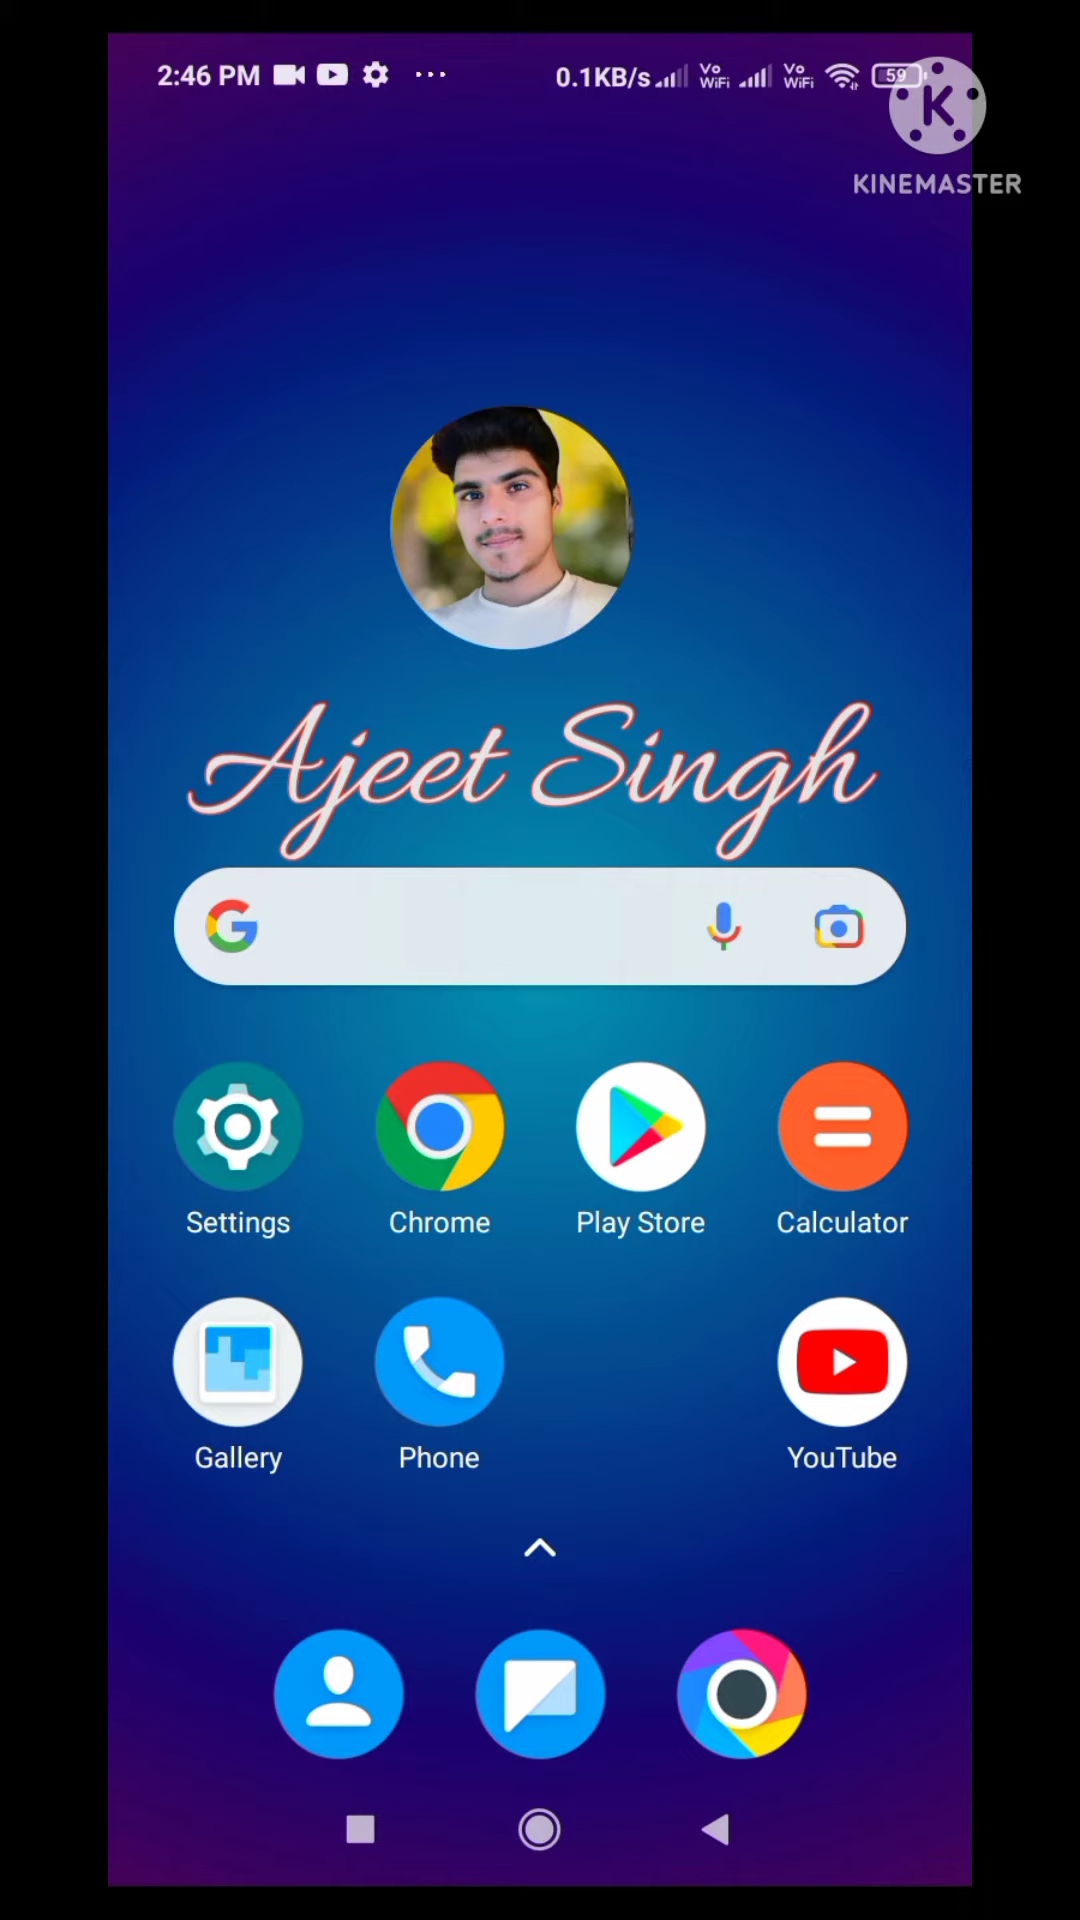 2:46 PM ... 0.1KB/s Vo WiFi Vo WiFi 59
K
KINEMASTER
Ajeet Singh
G
Settings Chrome Play Store Calculator
Gallery Phone YouTube